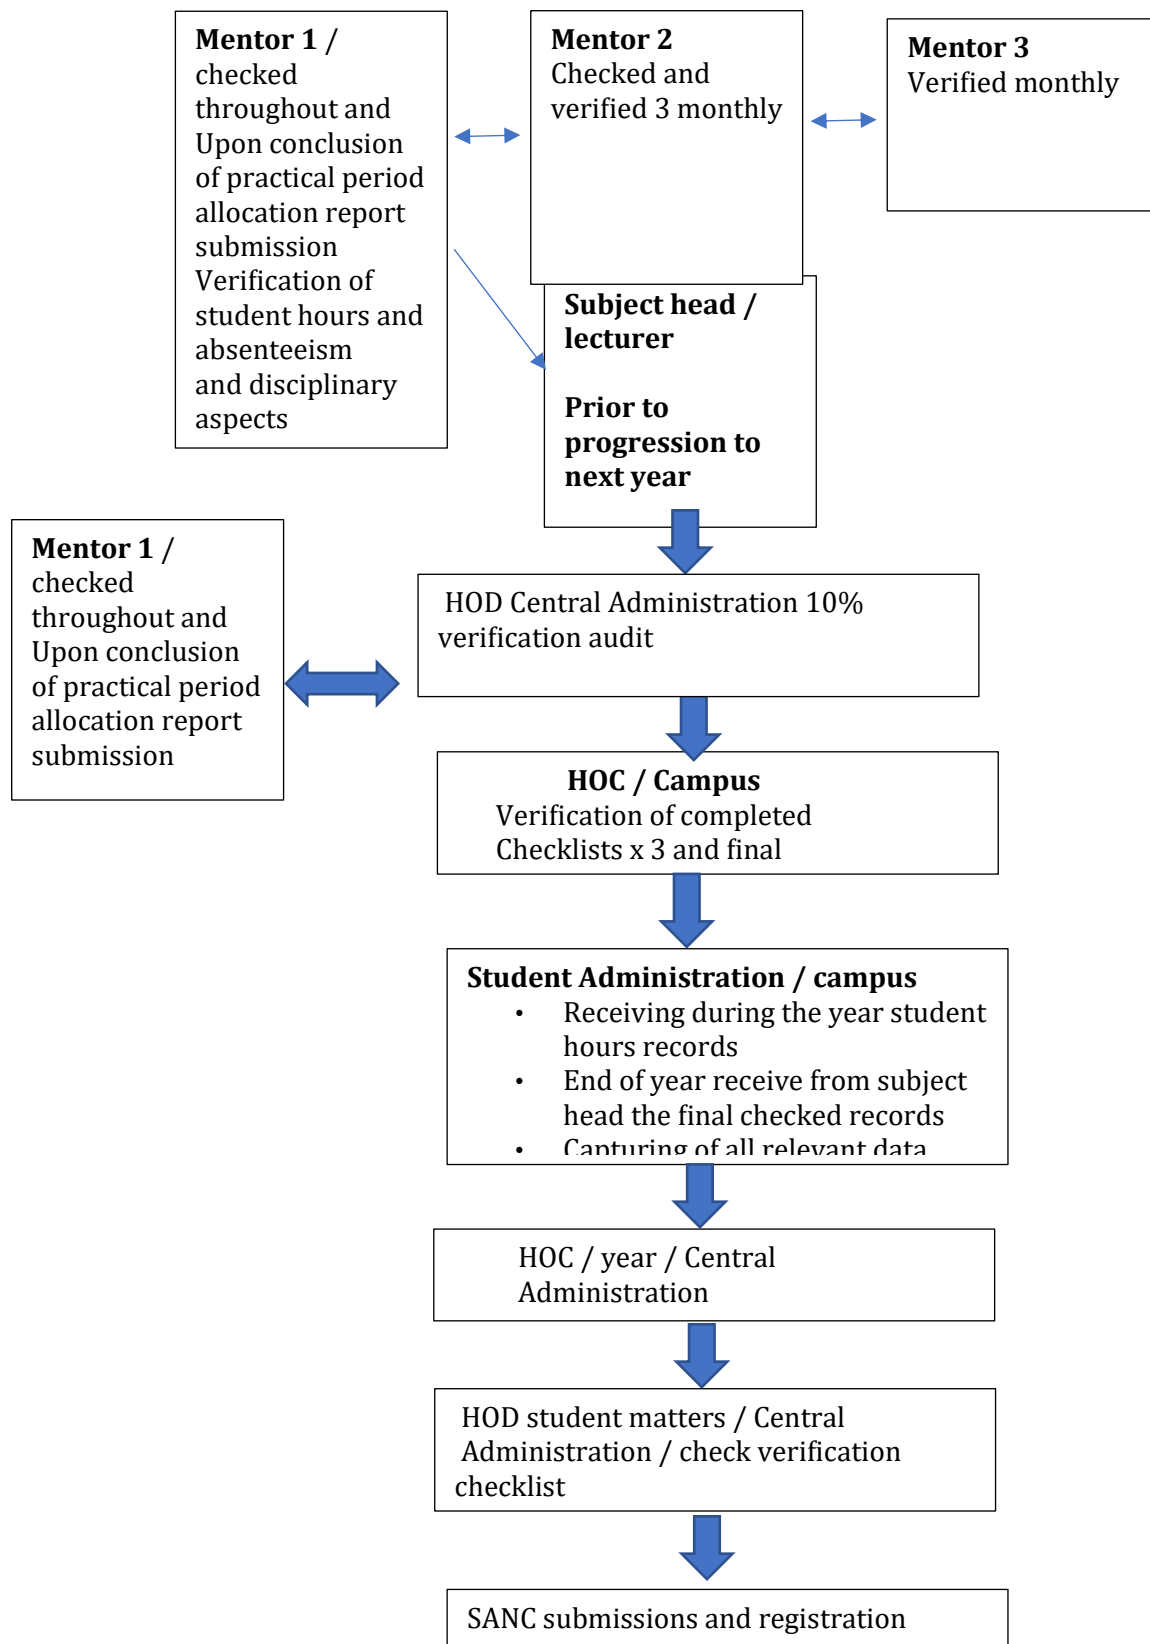 Mentor 1 /
checked
throughout and
Upon conclusion
of practical period
allocation report
submission
Verification of
student hours and
absenteeism
and disciplinary
aspects
Mentor 2
Checked and
verified 3 monthly
Mentor 3
Verified monthly
Subject head /
lecturer
Prior to
progression to
next year
Mentor 1 /
checked
throughout and
Upon conclusion
of practical period
allocation report
submission
HOD Central Administration 10%
verification audit
HOC / Campus
Verification of completed
Checklists x 3 and final
Student Administration / campus
• Receiving during the year student
hours records
• End of year receive from subject
head the final checked records
• Capturing of all relevant data
HOC / year / Central
Administration
HOD student matters / Central
Administration / check verification
checklist
SANC submissions and registration